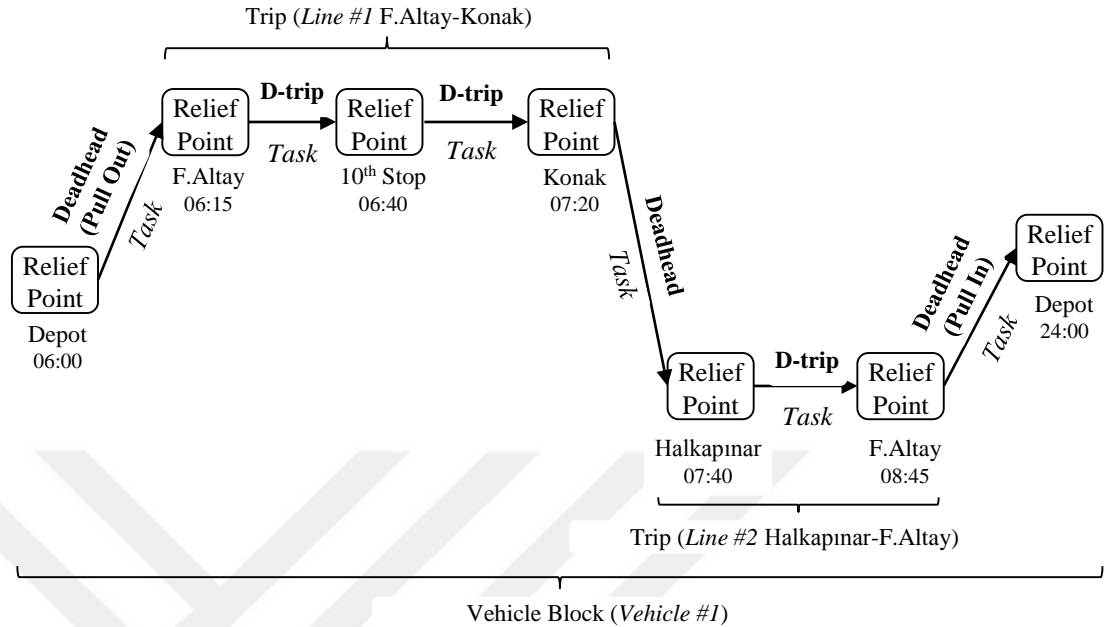 Trip (Line #1 F.Altay-Konak)
Deadhead
(Pull Out)
Task
Relief
Point
Depot
06:00
Relief
Point
F.Altay
06:15
D-trip
Task
Relief
Point
10th Stop
06:40
D-trip
Task
Relief
Point
Konak
07:20
Deadhead
Task
Relief
Point
Halkapınar
07:40
D-trip
Task
Relief
Point
F.Altay
08:45
Deadhead
(Pull In)
Task
Relief
Point
Depot
24:00
Trip (Line #2 Halkapınar-F.Altay)
Vehicle Block (Vehicle #1)